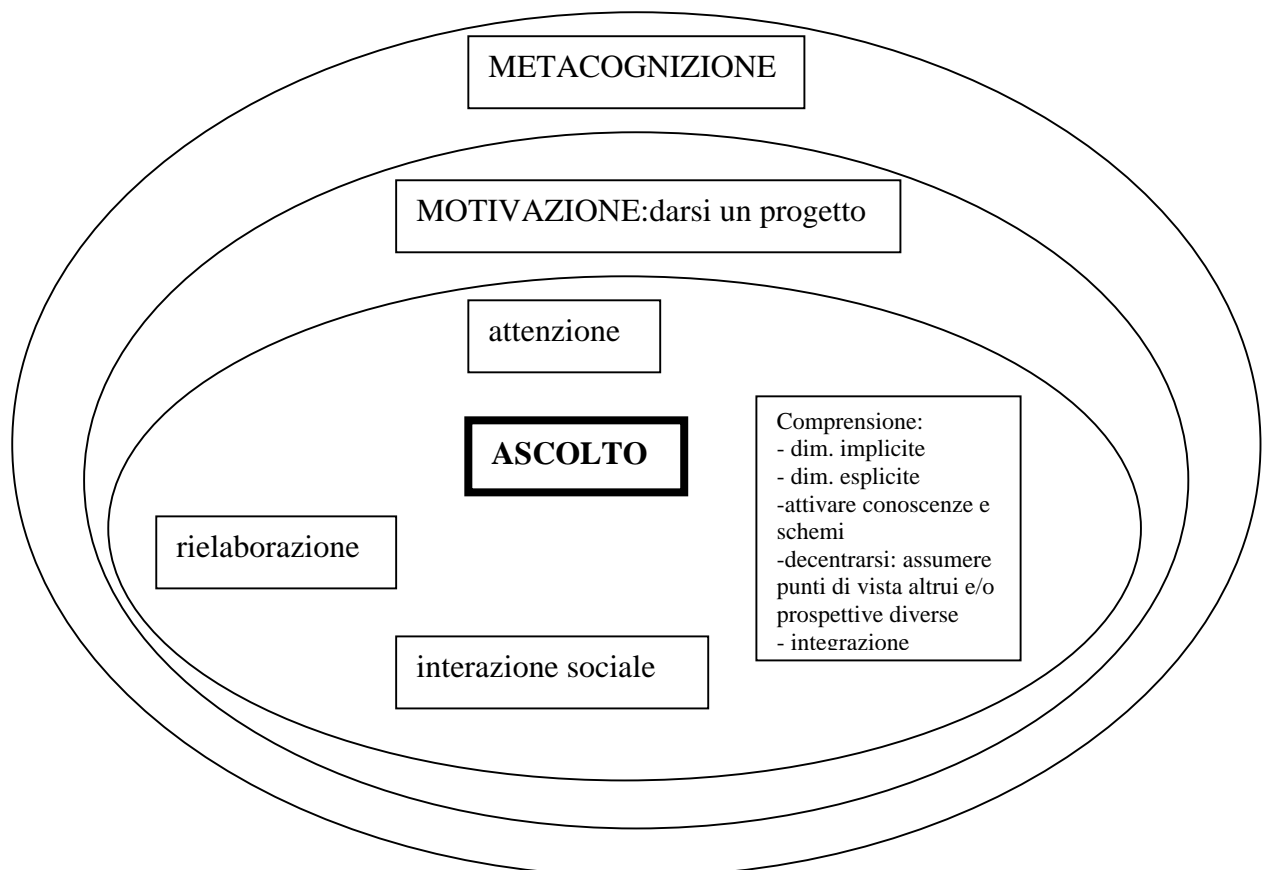 METACOGNIZIONE
MOTIVAZIONE:darsi un progetto
attenzione
ASCOLTO
Comprensione:
- dim. implicite
- dim. esplicite
-attivare conoscenze e
schemi
-decentrarsi: assumere
punti di vista altrui e/o
prospettive diverse
- integrazione
rielaborazione
interazione sociale